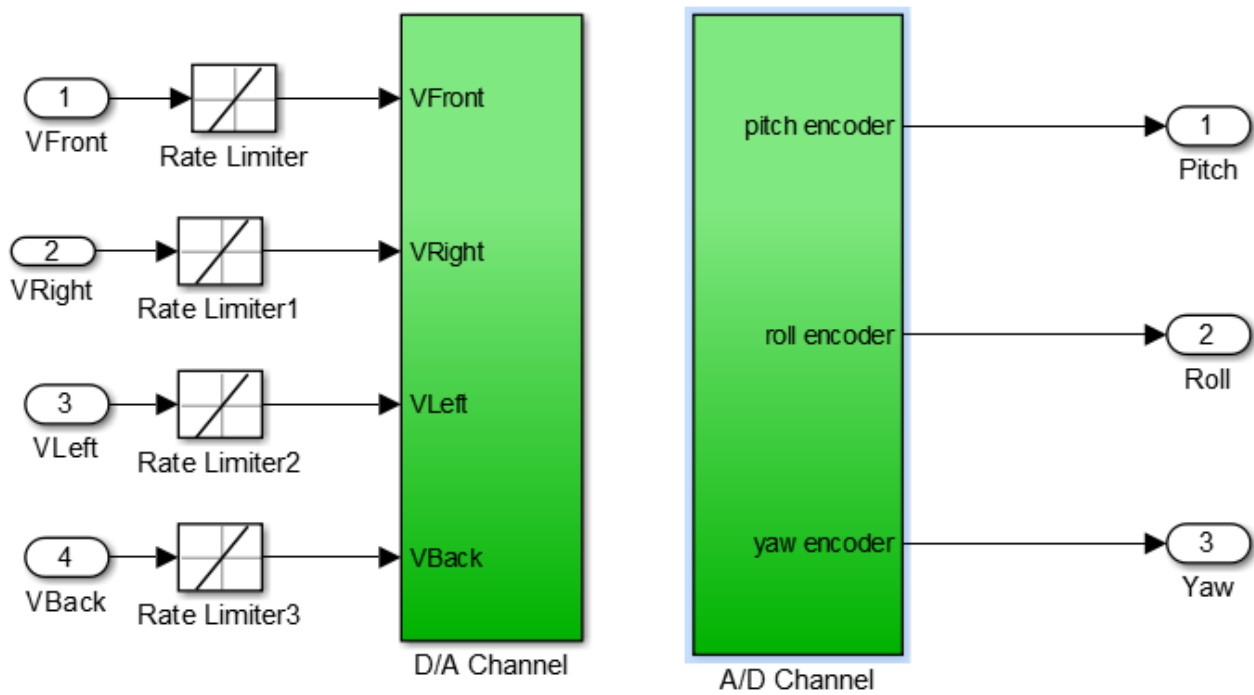 1
VFront
Rate Limiter
VFront
2
VRight
Rate Limiter1
VRight
3
VLeft
Rate Limiter2
VLeft
4
VBack
Rate Limiter3
VBack
D/A Channel
pitch encoder
1
Pitch
roll encoder
2
Roll
yaw encoder
3
Yaw
A/D Channel